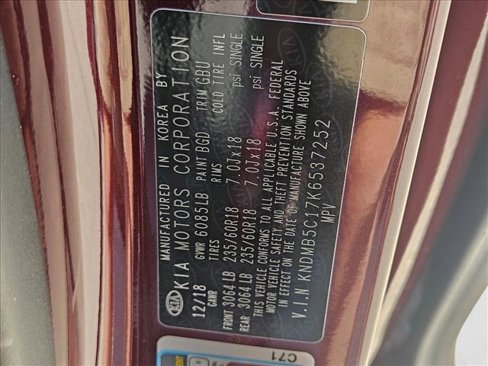 MANUFACTURED IN KOREA BY
KIA KIA MOTORS CORPORATION
12/18 GVWR 6085LB PAINT BGD TRIM GBU
GAWR TIRES RIMS COLD TIRE INFL
FRONT 3064 LB 235/60R18 7.0Jx18 psi SINGLE
REAR 3064 LB 235/60R18 7.0Jx18 psi SINGLE
THIS VEHICLE CONFORMS TO ALL APPLICABLE U.S.A. FEDERAL
MOTOR VEHICLE SAFETY AND THEFT PREVENTION STANDARDS
IN EFFECT ON THE DATE OF MANUFACTURE SHOWN ABOVE
V.I.N KNDMB5C17K6537252
MPV
C71